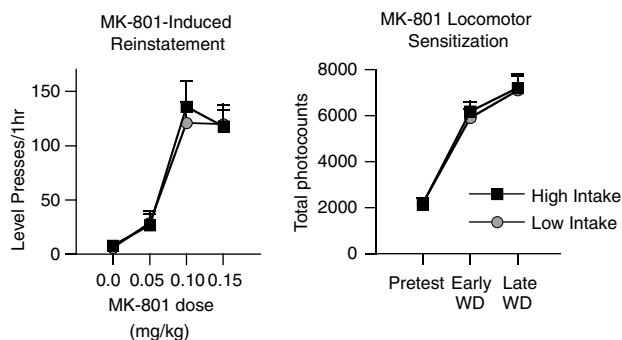 MK-801-Induced
Reinstatement
Level Presses/1hr
150
100
50
0
0.0 0.05 0.10 0.15
MK-801 dose
(mg/kg)
MK-801 Locomotor
Sensitization
Total photocounts
8000
6000
4000
2000
0
High Intake
Low Intake
Pretest Early Late
WD WD